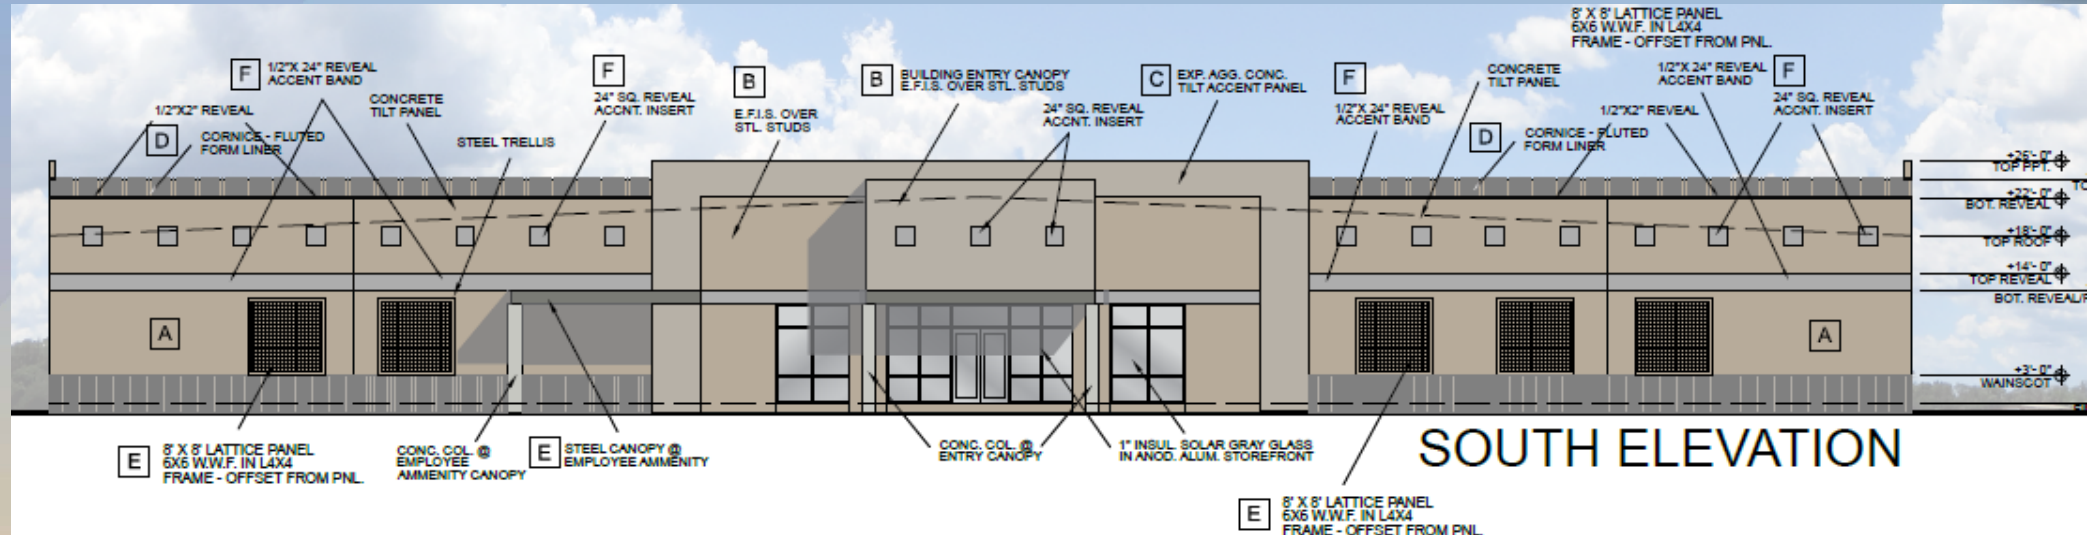 8' X 8' LATTICE PANEL
6X6 W.W.F. IN L4X4
FRAME - OFFSET FROM PNL.
F
1/2"X 24" REVEAL
ACCENT BAND
F
24" SQ. REVEAL
ACCNT. INSERT
B
E.F.I.S. OVER
STL. STUDS
B
BUILDING ENTRY CANOPY
E.F.I.S. OVER STL. STUDS
C
EXP. AGG. CONC.
TILT ACCENT PANEL
F
1/2"X 24" REVEAL
ACCENT BAND
CONCRETE
TILT PANEL
1/2"X 24" REVEAL
ACCENT BAND
F
24" SQ. REVEAL
ACCNT. INSERT
1/2"X2" REVEAL
CONCRETE
TILT PANEL
24" SQ. REVEAL
ACCNT. INSERT
1/2"X2" REVEAL
D
CORNICE - FLUTED
FORM LINER
STEEL TRELLIS
D
CORNICE - FLUTED
FORM LINER
+26'- 0"
TOP PPT.
+22'- 0"
BOT. REVEAL
+18'- 0"
TOP ROOF
+14'- 0"
TOP REVEAL
BOT. REVEAL/
A
A
+3'- 0"
WAINSCOT
E
8' X 8' LATTICE PANEL
6X6 W.W.F. IN L4X4
FRAME - OFFSET FROM PNL.
CONC. COL. @
EMPLOYEE
AMMENITY CANOPY
E
STEEL CANOPY @
EMPLOYEE AMMENITY
CONC. COL. @
ENTRY CANOPY
1" INSUL. SOLAR GRAY GLASS
IN ANOD. ALUM. STOREFRONT
SOUTH ELEVATION
E
8' X 8' LATTICE PANEL
6X6 W.W.F. IN L4X4
FRAME - OFFSET FROM PNL.